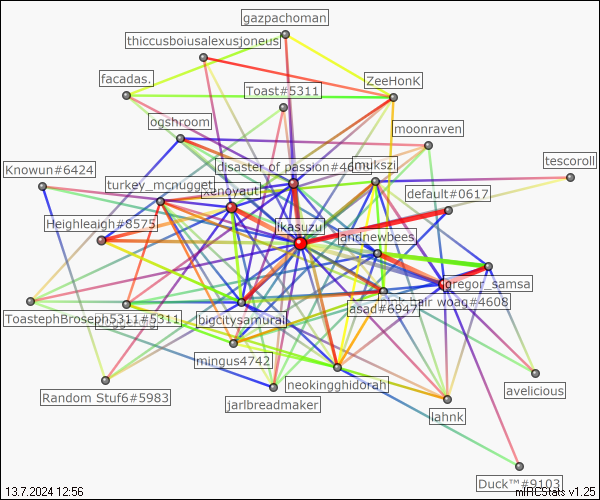 gazpachoman
thiccusboiusalexusjoneus
facadas.
ZeeHonK
Toast#5311
ogshroom
moonraven
disaster of passion#46
mukszi
tescoroll
Knowun#6424
turkey_mcnugget
xenoyaut
default#0617
ikasuzu
Heighleaigh#8575
andnewbees
gregor_samsa
hair woag#4608
asad#6947
ToastephBroseph5311#5311
bigcitysamurai
mingus4742
neokingghidorah
avelicious
Random Stuf6#5983
jarlbreadmaker
lahnk
Duck™#9103
13.7.2024 12:56
mIRCStats v1.25